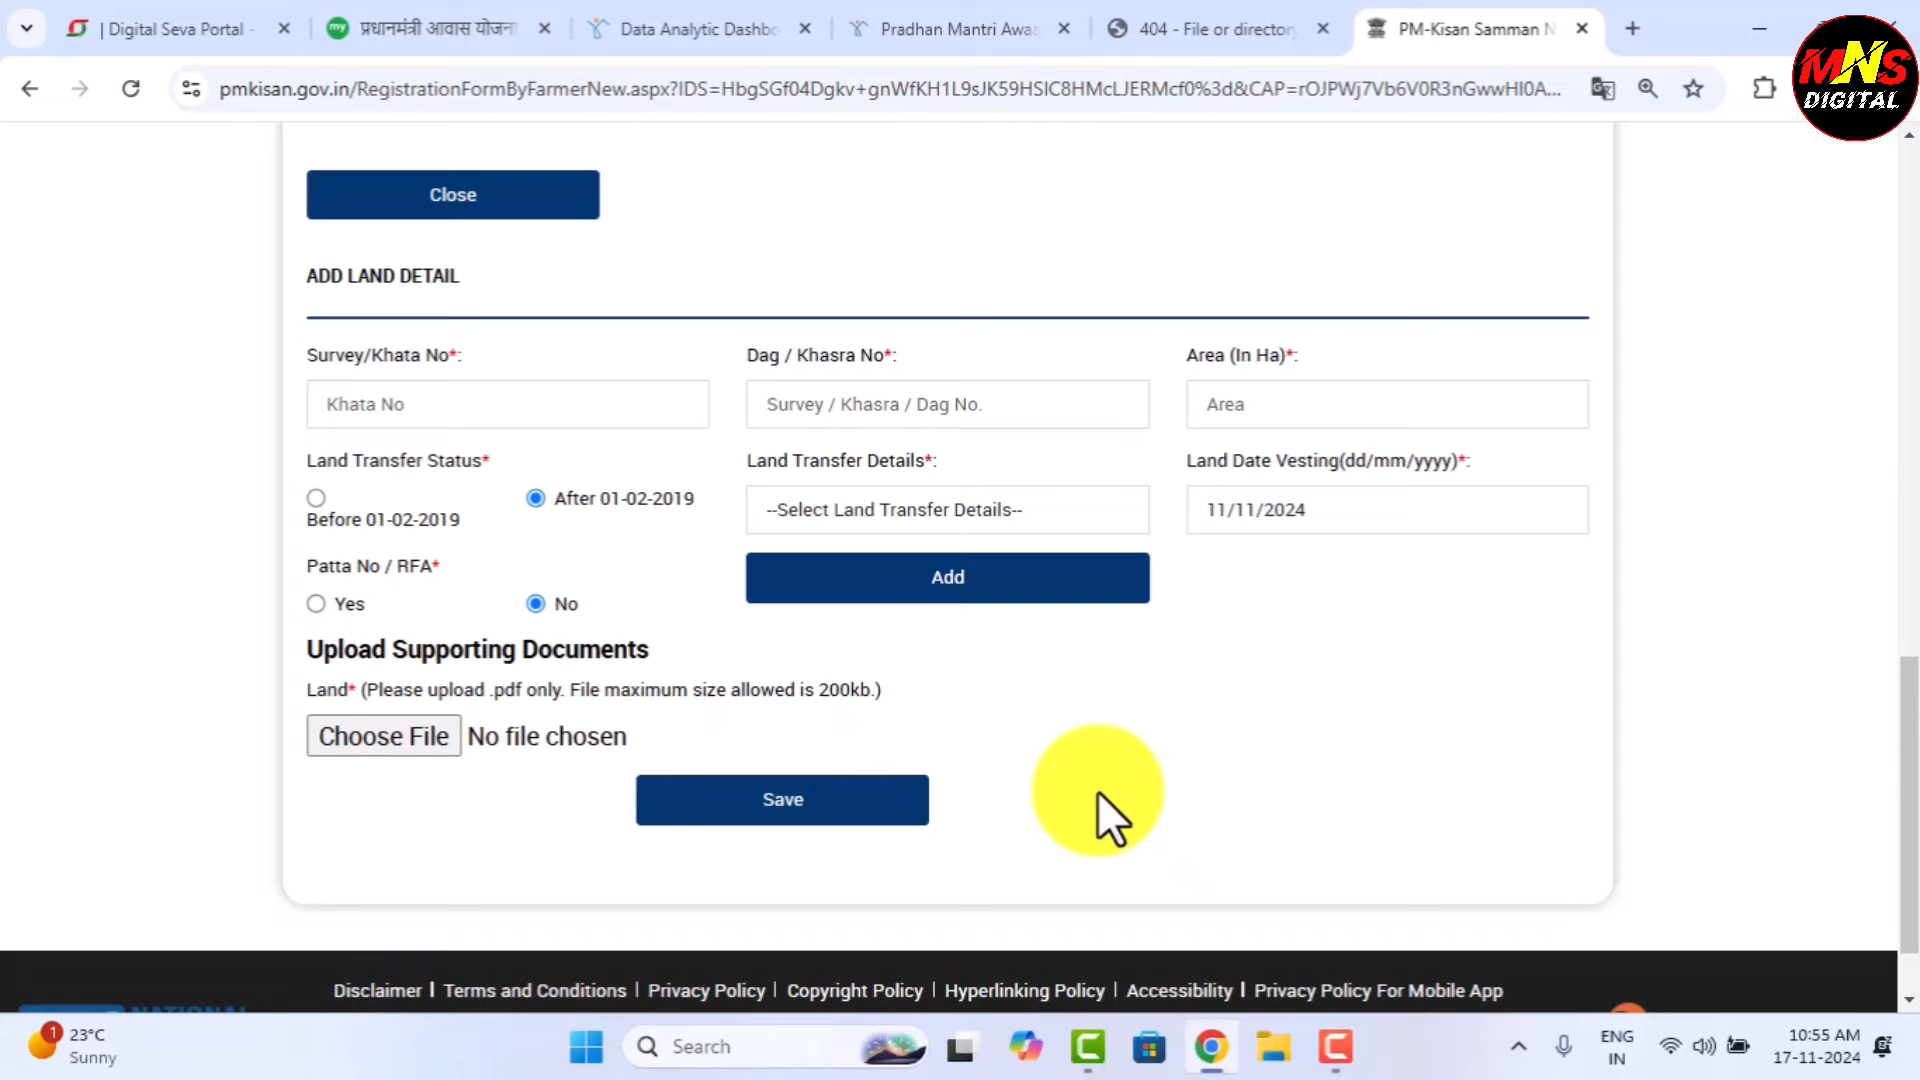 | Digital Seva Portal -
my प्रधानमंत्री आवास योजना
Data Analytic Dashbo
Pradhan Mantri Awaa
404 - File or directory
PM-Kisan Samman N
pmkisan.gov.in/RegistrationFormByFarmerNew.aspx?IDS=HbgSGf04Dgkv+gnWfKH1L9sJK59HSIC8HMcLJERMcf0%3d&CAP=rOJPWj7Vb6V0R3nGwwHI0A...
MNS
DIGITAL
Close
ADD LAND DETAIL
Survey/Khata No*: Dag / Khasra No*: Area (In Ha)*:
Khata No Survey / Khasra / Dag No. Area
Land Transfer Status* Land Transfer Details*: Land Date Vesting(dd/mm/yyyy)*:
After 01-02-2019 --Select Land Transfer Details-- 11/11/2024
Before 01-02-2019
Patta No / RFA* Add
Yes No
Upload Supporting Documents
Land* (Please upload .pdf only. File maximum size allowed is 200kb.)
Choose File No file chosen
Save
Disclaimer | Terms and Conditions | Privacy Policy | Copyright Policy | Hyperlinking Policy | Accessibility | Privacy Policy For Mobile App
NATIONAL
1 23°C
Sunny
Search
ENG
IN
10:55 AM
17-11-2024